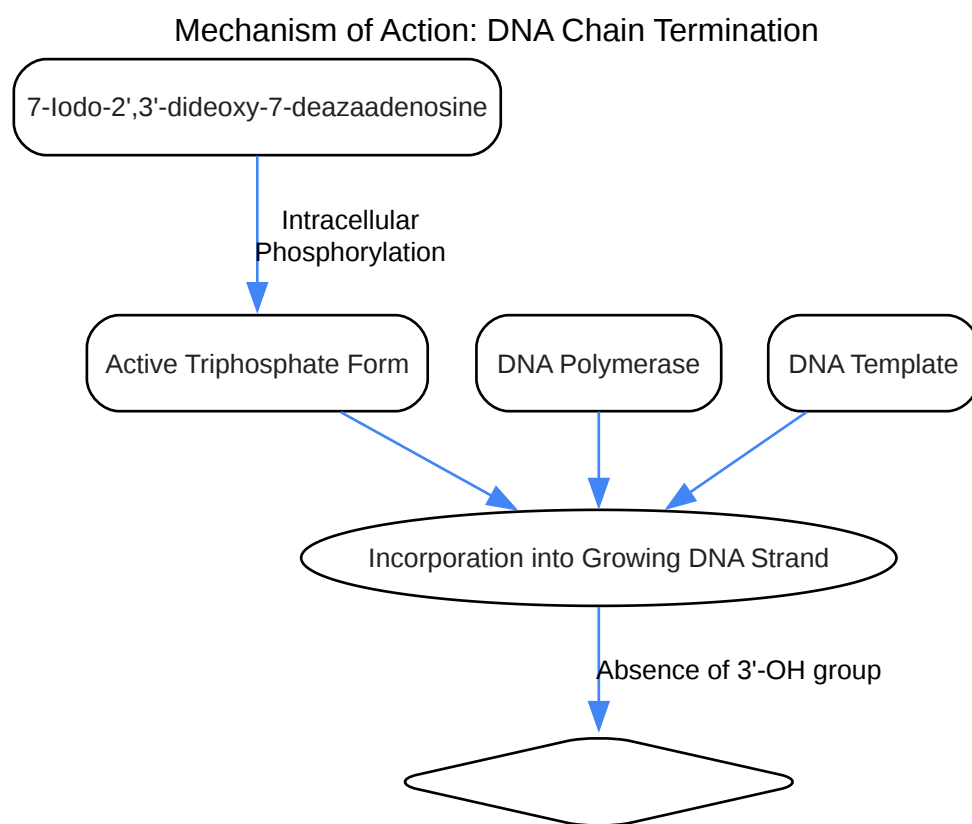 Mechanism of Action: DNA Chain Termination
7-Iodo-2',3'-dideoxy-7-deazaadenosine
Intracellular
Phosphorylation
Active Triphosphate Form
DNA Polymerase
DNA Template
Incorporation into Growing DNA Strand
Absence of 3'-OH group